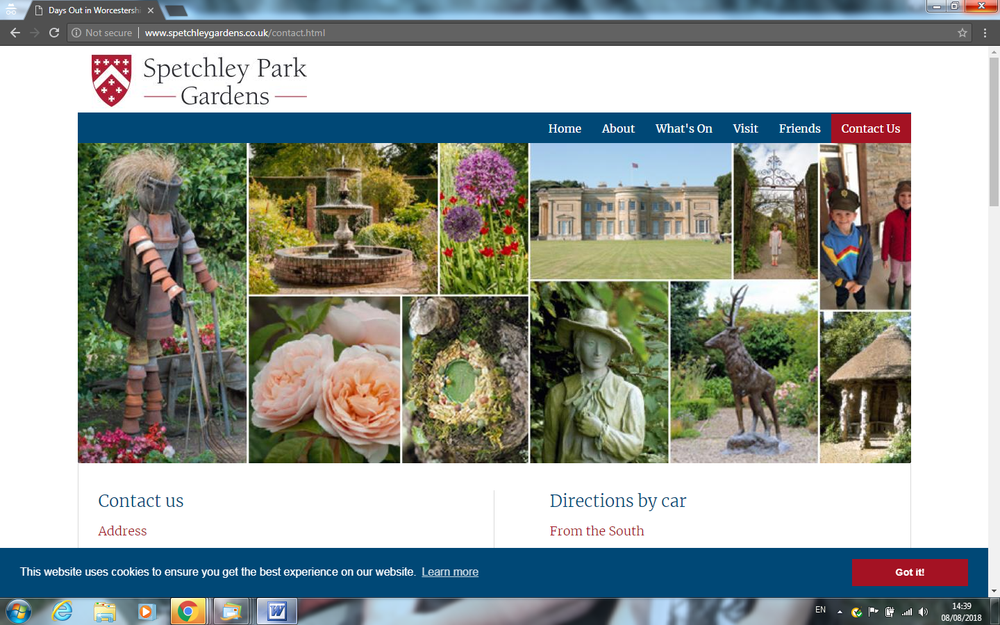 Days Out in Worcestershi
Not secure
www.spetchleygardens.co.uk/contact.html
Spetchley Park
Gardens
Home
About
What's On
Visit
Friends
Contact Us
Contact us
Directions by car
Address
From the South
This website uses cookies to ensure you get the best experience on our website. Learn more
Got it!
EN
14:39
08/08/2018